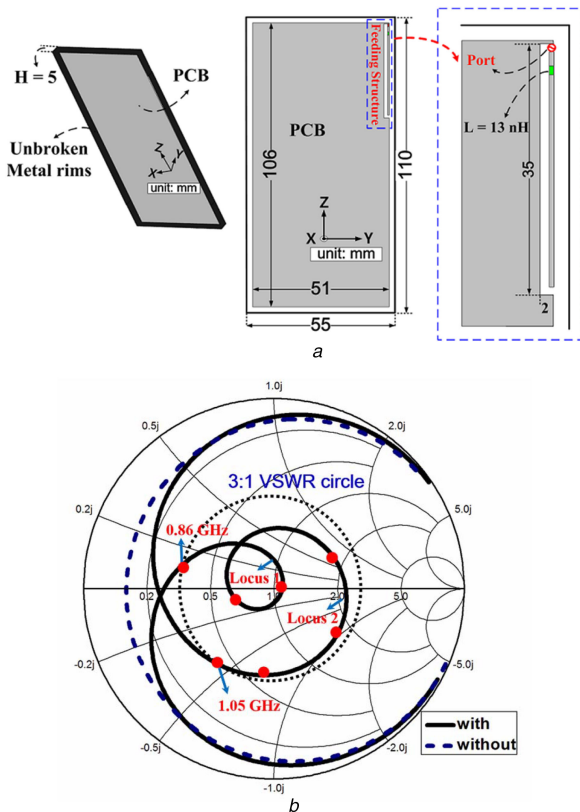 H = 5
PCB
Unbroken
Metal rims
Z
Y
X
unit: mm
106
PCB
Z
X
Y
unit: mm
51
55
110
Feeding Structure
Port
L = 13 nH
35
2
a
1.0j
0.5j
2.0j
3:1 VSWR circle
0.2j
5.0j
0.86 GHz
Locus 1
0.2
0.5
1.0
2.0
5.0
Locus 2
-0.2j
-5.0j
1.05 GHz
-0.5j
-2.0j
-1.0j
with
without
b